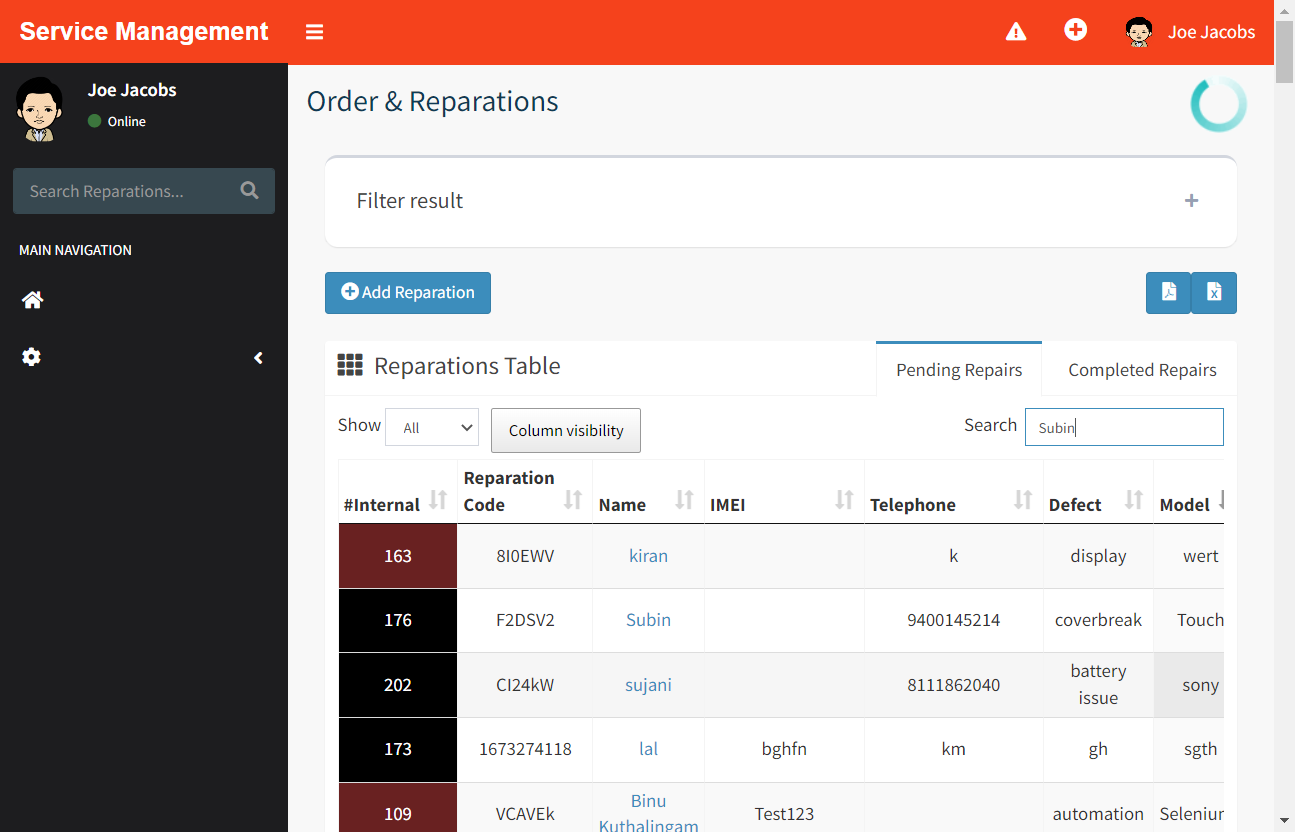 Service Management
Joe Jacobs
Joe Jacobs
Online
Search Reparations...
MAIN NAVIGATION
Order & Reparations
Filter result
+
Add Reparation
Reparations Table
Pending Repairs
Completed Repairs
Show All Column visibility Search Subin
#Internal Reparation Code Name IMEI Telephone Defect Model
163 8I0EWV kiran k display wert
176 F2DSV2 Subin 9400145214 coverbreak Touch
202 CI24kW sujani 8111862040 battery issue sony
173 1673274118 lal bghfn km gh sgth
109 VCAVEk Binu Kuthalingam Test123 automation Seleniur